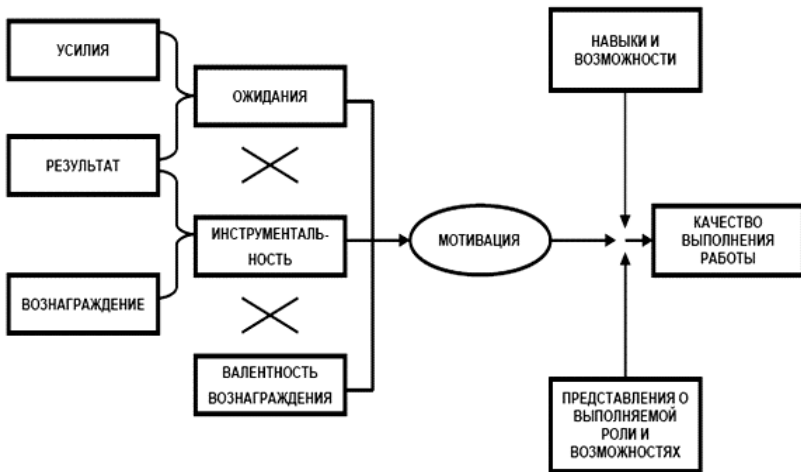 УСИЛИЯ
РЕЗУЛЬТАТ
ВОЗНАГРАЖДЕНИЕ
ОЖИДАНИЯ
ИНСТРУМЕНТАЛЬ-
НОСТЬ
ВАЛЕНТНОСТЬ
ВОЗНАГРАЖДЕНИЯ
МОТИВАЦИЯ
НАВЫКИ И
ВОЗМОЖНОСТИ
КАЧЕСТВО
ВЫПОЛНЕНИЯ
РАБОТЫ
ПРЕДСТАВЛЕНИЯ О
ВЫПОЛНЯЕМОЙ
РОЛИ И
ВОЗМОЖНОСТЯХ